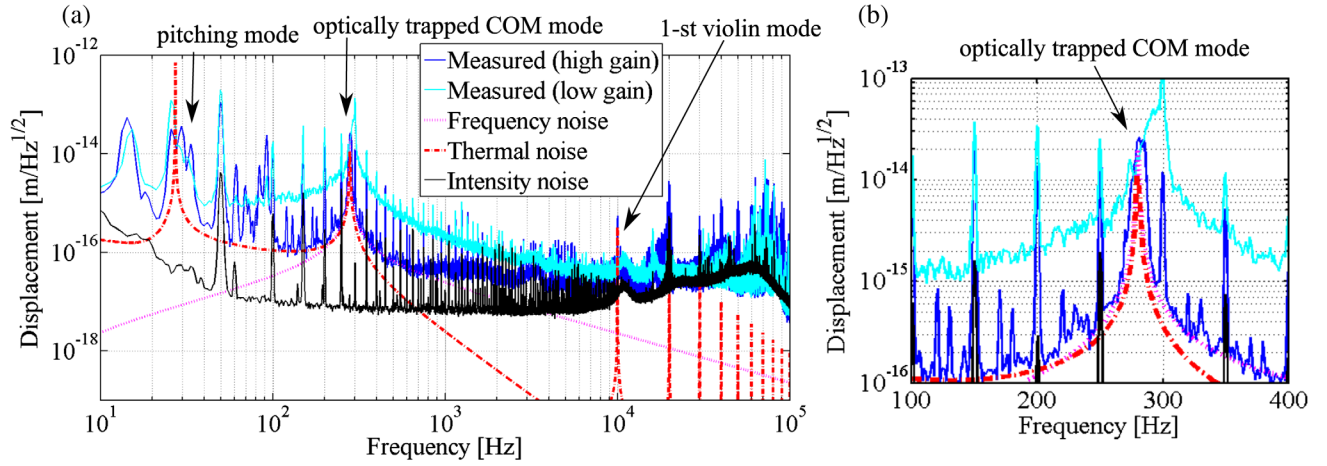 (a)
pitching mode
optically trapped COM mode
1-st violin mode
Measured (high gain)
Measured (low gain)
Frequency noise
Thermal noise
Intensity noise
Displacement [m/Hz^1/2]
10^-12
10^-14
10^-16
10^-18
10^1
10^2
10^3
10^4
10^5
Frequency [Hz]
(b)
optically trapped COM mode
Displacement [m/Hz^1/2]
10^-13
10^-14
10^-15
10^-16
100
200
300
400
Frequency [Hz]